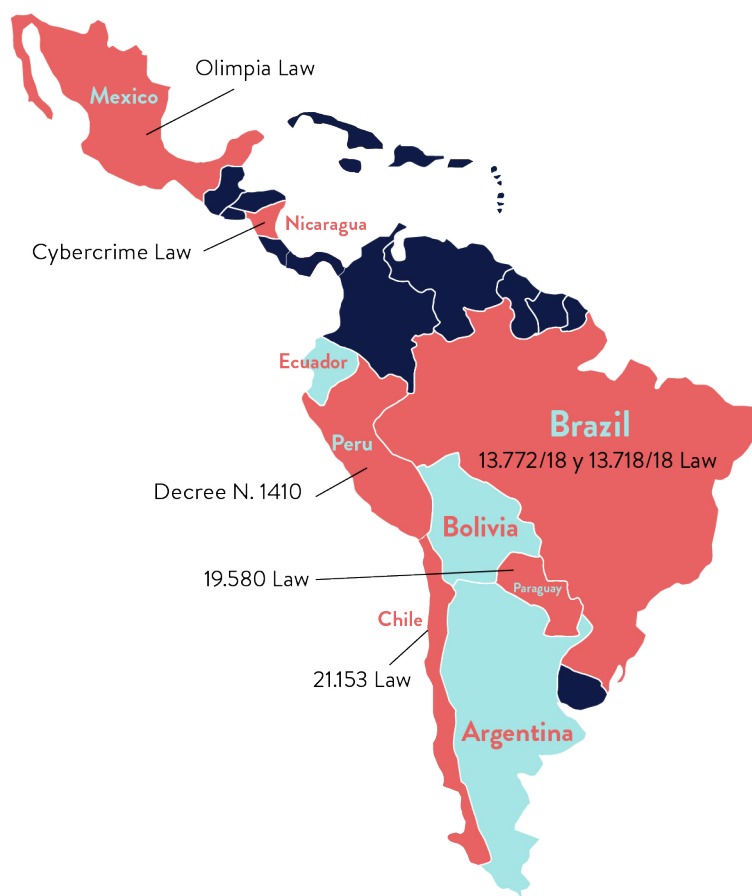 Olimpia Law
Mexico
Nicaragua
Cybercrime Law
Ecuador
Brazil
Peru
13.772/18 y 13.718/18 Law
Decree N. 1410
Bolivia
19.580 Law
Paraguay
Chile
21.153 Law
Argentina